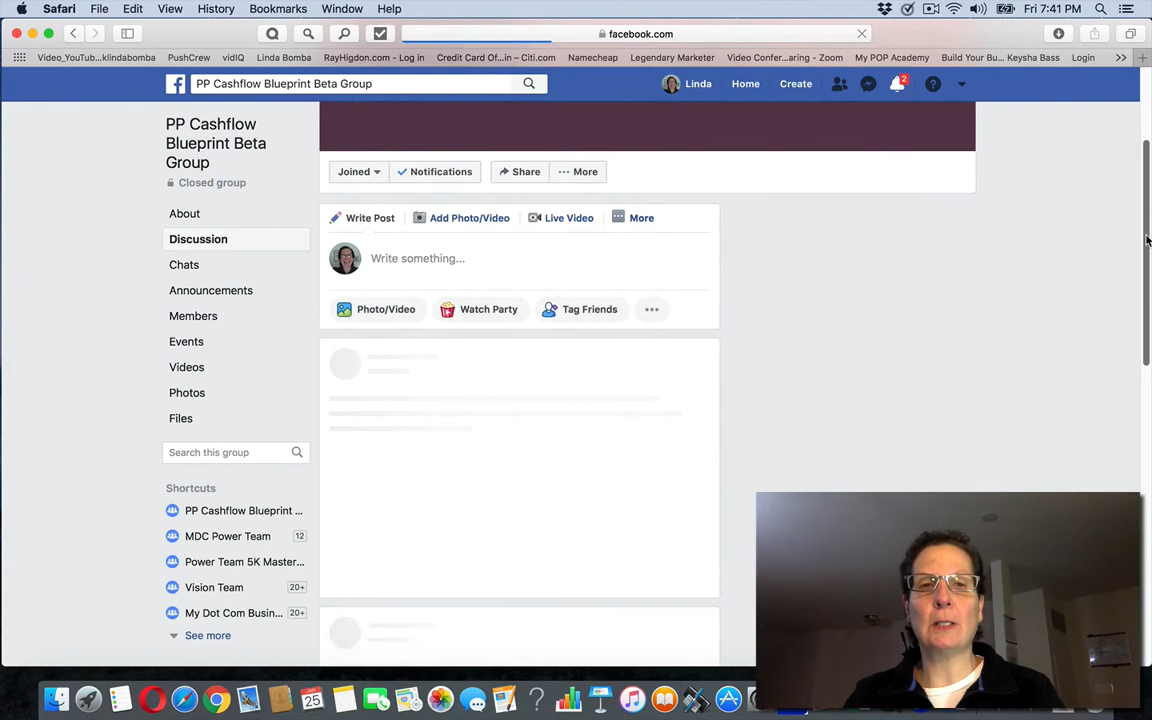 Safari File Edit View History Bookmarks Window Help Fri 7:41 PM
facebook.com
Video_YouTub...klindabomba PushCrew vidIQ Linda Bomba RayHigdon.com - Log in Credit Card Of...in – Citi.com Namecheap Legendary Marketer Video Confer...aring - Zoom My POP Academy Build Your Bu... Keysha Bass Login
PP Cashflow Blueprint Beta Group Linda Home Create 2
PP Cashflow
Blueprint Beta
Group
Closed group
About
Discussion
Chats
Announcements
Members
Events
Videos
Photos
Files
Search this group
Shortcuts
PP Cashflow Blueprint ...
MDC Power Team 12
Power Team 5K Master...
Vision Team 20+
My Dot Com Busin... 20+
See more
Joined Notifications Share More
Write Post Add Photo/Video Live Video More
Write something...
Photo/Video Watch Party Tag Friends
JAN
25